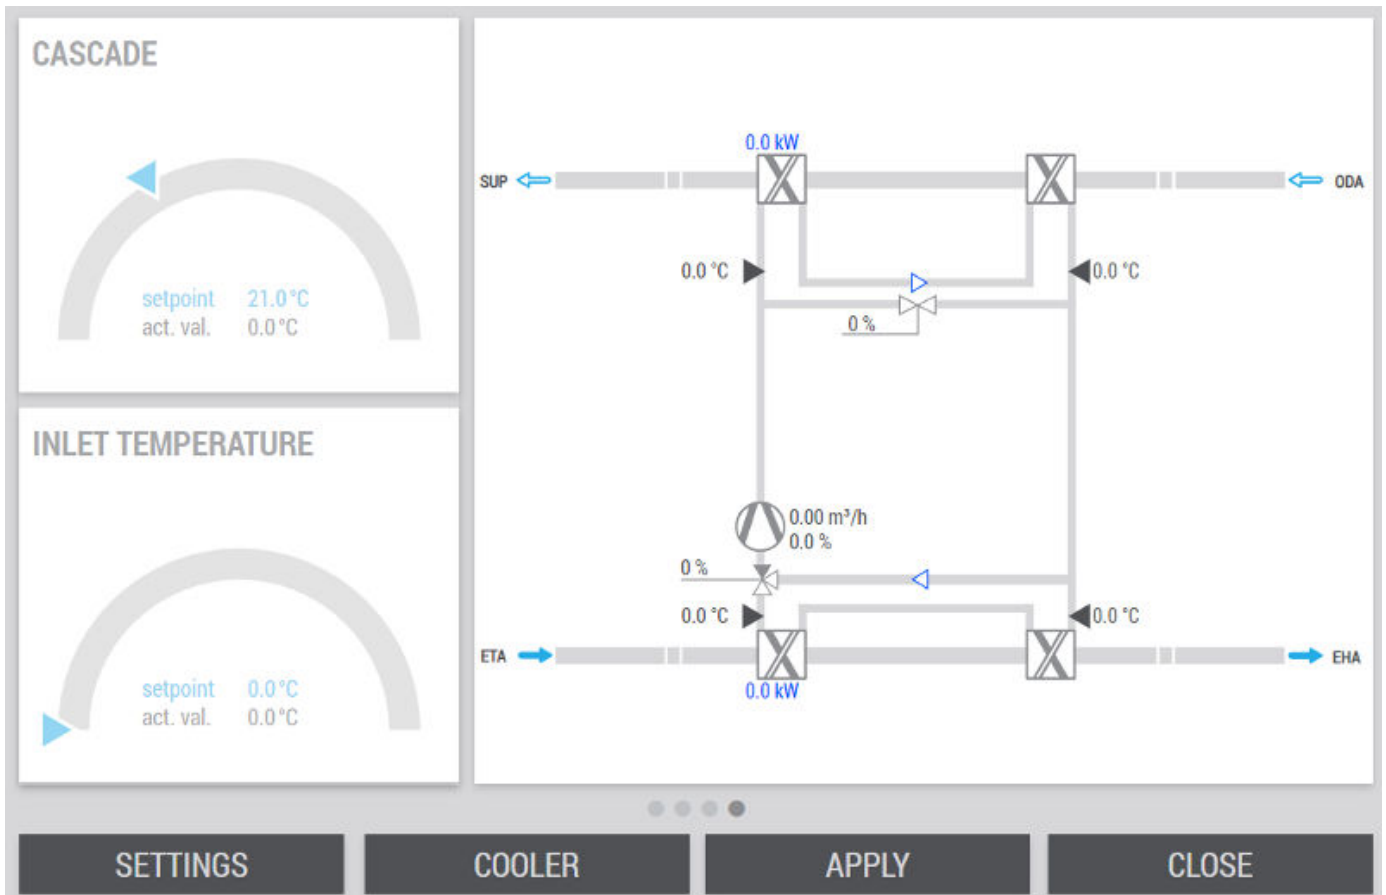 CASCADE
setpoint 21.0 °C
act. val. 0.0 °C
INLET TEMPERATURE
setpoint 0.0 °C
act. val. 0.0 °C
0.0 kW
SUP
ODA
0.0 °C
0.0 °C
0 %
0.00 m³/h
0.0 %
0 %
0.0 °C
0.0 °C
ETA
EHA
0.0 kW
SETTINGS
COOLER
APPLY
CLOSE